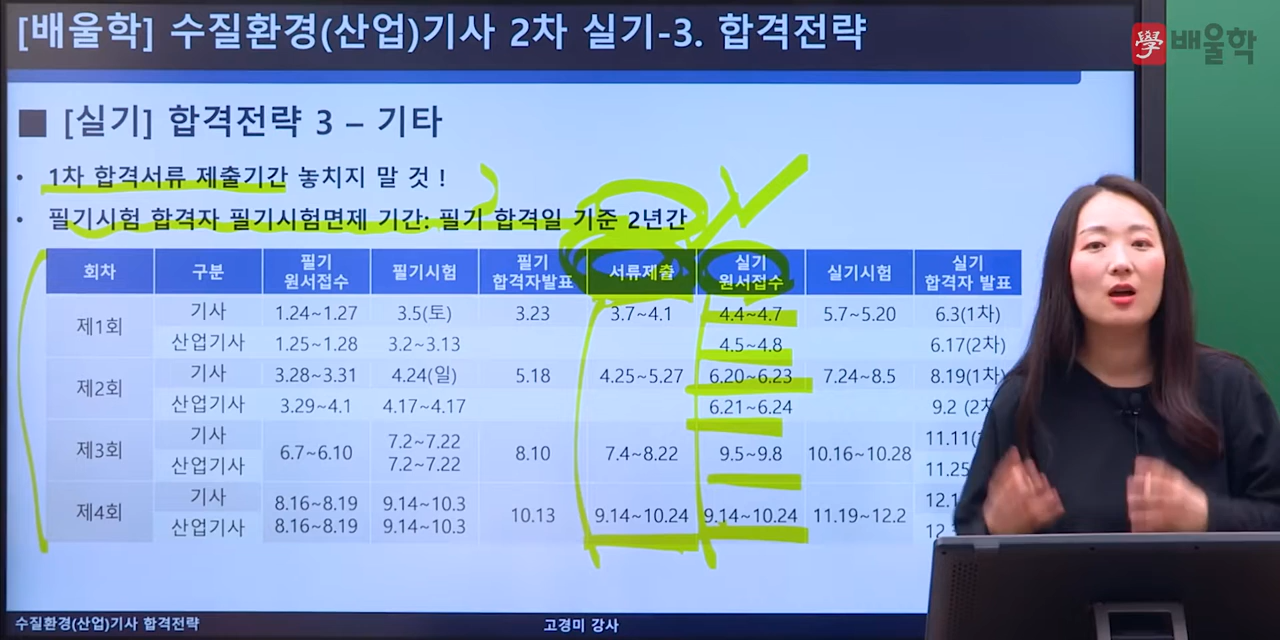 [배울학] 수질환경(산업)기사 2차 실기-3. 합격전략
學 배울학
■ [실기] 합격전략 3 – 기타
• 1차 합격서류 제출기간 놓치지 말 것 !
• 필기시험 합격자 필기시험면제 기간: 필기 합격일 기준 2년간
회차 구분 필기 원서접수 필기시험 필기 합격자발표 서류제출 실기 원서접수 실기시험 실기 합격자 발표
제1회 기사 1.24~1.27 3.5(토) 3.23 3.7~4.1 4.4~4.7 5.7~5.20 6.3(1차)
산업기사 1.25~1.28 3.2~3.13 4.5~4.8 6.17(2차)
제2회 기사 3.28~3.31 4.24(일) 5.18 4.25~5.27 6.20~6.23 7.24~8.5 8.19(1차)
산업기사 3.29~4.1 4.17~4.17 6.21~6.24 9.2 (2차
제3회 기사 6.7~6.10 7.2~7.22 8.10 7.4~8.22 9.5~9.8 10.16~10.28 11.11(
산업기사 7.2~7.22 11.25
제4회 기사 8.16~8.19 9.14~10.3 10.13 9.14~10.24 9.14~10.24 11.19~12.2 12.1
산업기사 8.16~8.19 9.14~10.3 12.
수질환경(산업)기사 합격전략
고경미 강사